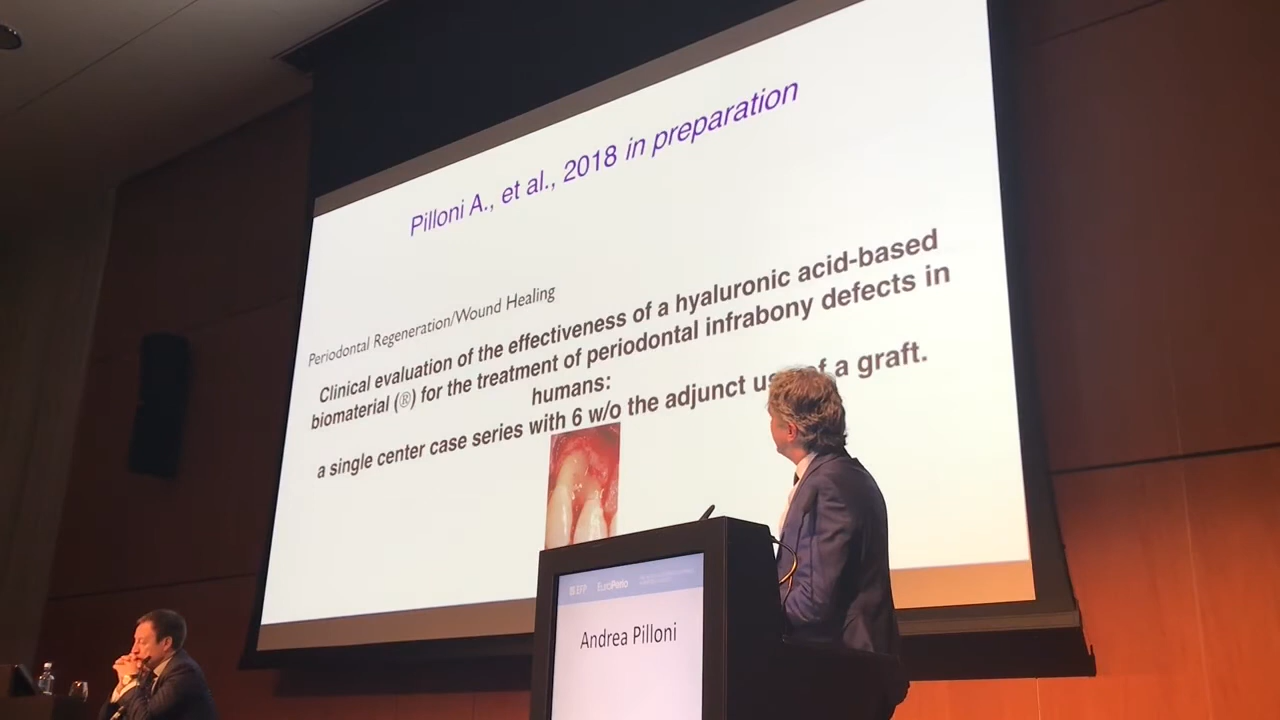 Pilloni A., et al., 2018 in preparation
Periodontal Regeneration/Wound Healing
Clinical evaluation of the effectiveness of a hyaluronic acid-based
biomaterial (®) for the treatment of periodontal infrabony defects in
humans:
a single center case series with 6 w/o the adjunct of a graft.
EFP EuroPerio
Andrea Pilloni